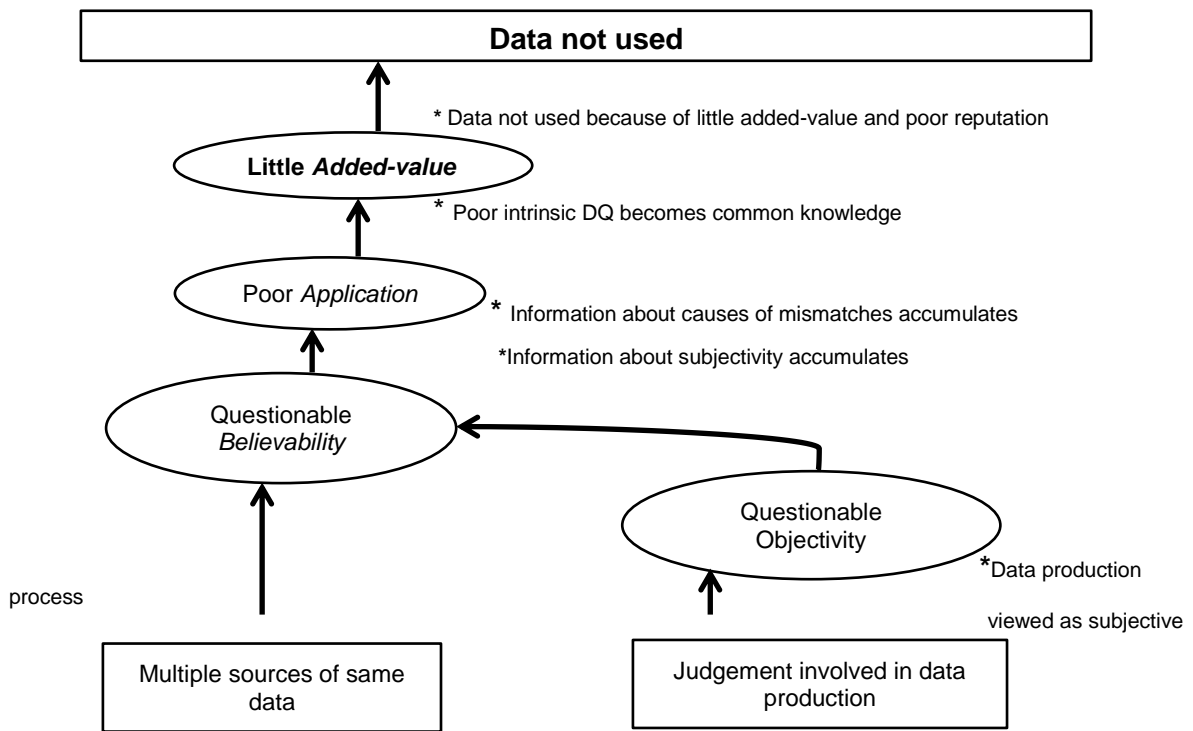 Data not used
* Data not used because of little added-value and poor reputation
Little Added-value
* Poor intrinsic DQ becomes common knowledge
Poor Application
* Information about causes of mismatches accumulates
*Information about subjectivity accumulates
Questionable
Believability
Questionable
Objectivity
*Data production
process
viewed as subjective
Multiple sources of same
data
Judgement involved in data
production